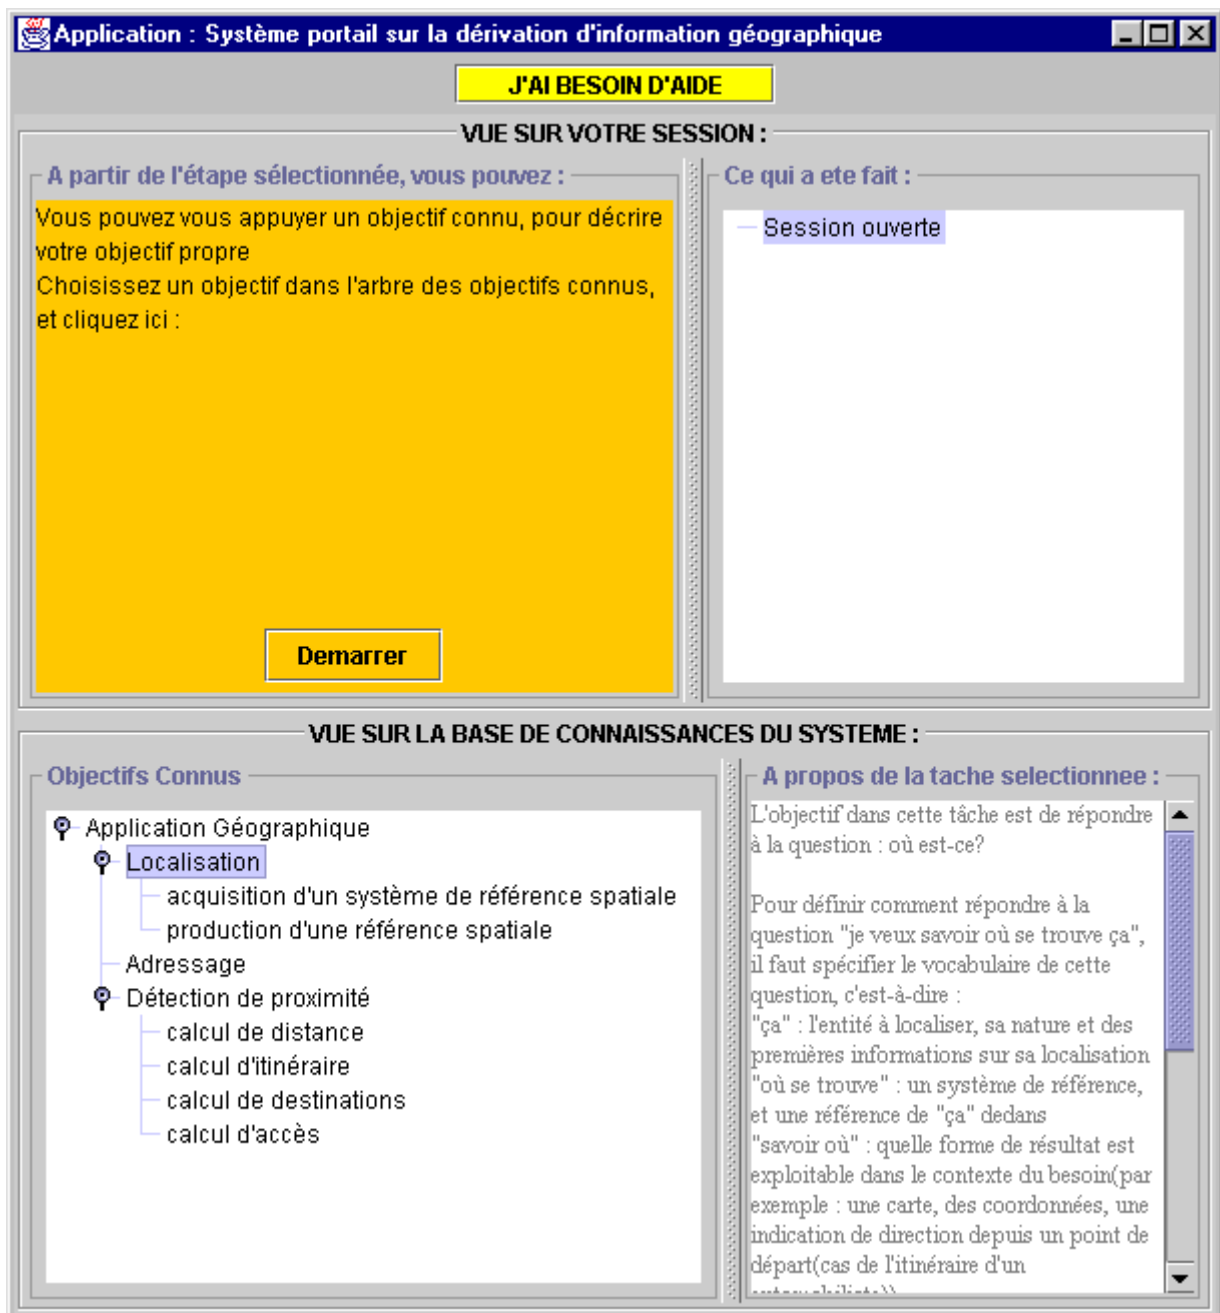 Application : Système portail sur la dérivation d'information géographique
J'AI BESOIN D'AIDE
VUE SUR VOTRE SESSION :
A partir de l'étape sélectionnée, vous pouvez :
Vous pouvez vous appuyer un objectif connu, pour décrire
votre objectif propre
Choisissez un objectif dans l'arbre des objectifs connus,
et cliquez ici :
Demarrer
Ce qui a ete fait :
Session ouverte
VUE SUR LA BASE DE CONNAISSANCES DU SYSTEME :
Objectifs Connus
Application Géographique
Localisation
acquisition d'un système de référence spatiale
production d'une référence spatiale
Adressage
Détection de proximité
calcul de distance
calcul d'itinéraire
calcul de destinations
calcul d'accès
A propos de la tache selectionnee :
L'objectif dans cette tâche est de répondre
à la question : où est-ce?
Pour définir comment répondre à la
question "je veux savoir où se trouve ça",
il faut spécifier le vocabulaire de cette
question, c'est-à-dire :
"ça" : l'entité à localiser, sa nature et des
premières informations sur sa localisation
"où se trouve" : un système de référence,
et une référence de "ça" dedans
"savoir où" : quelle forme de résultat est
exploitable dans le contexte du besoin(par
exemple : une carte, des coordonnées, une
indication de direction depuis un point de
départ(cas de l'itinéraire d'un